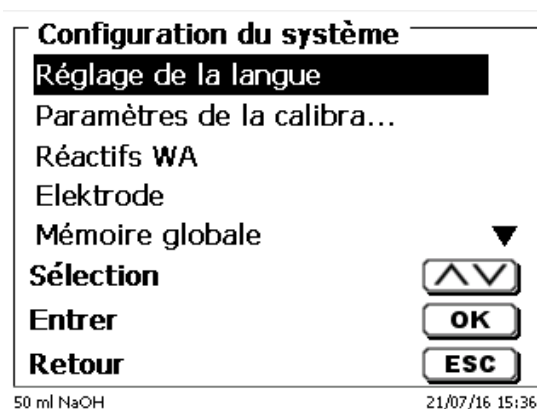 Configuration du système
Réglage de la langue
Paramètres de la calibra...
Réactifs WA
Elektrode
Mémoire globale
Sélection
Entrer OK
Retour ESC
50 ml NaOH 21/07/16 15:36